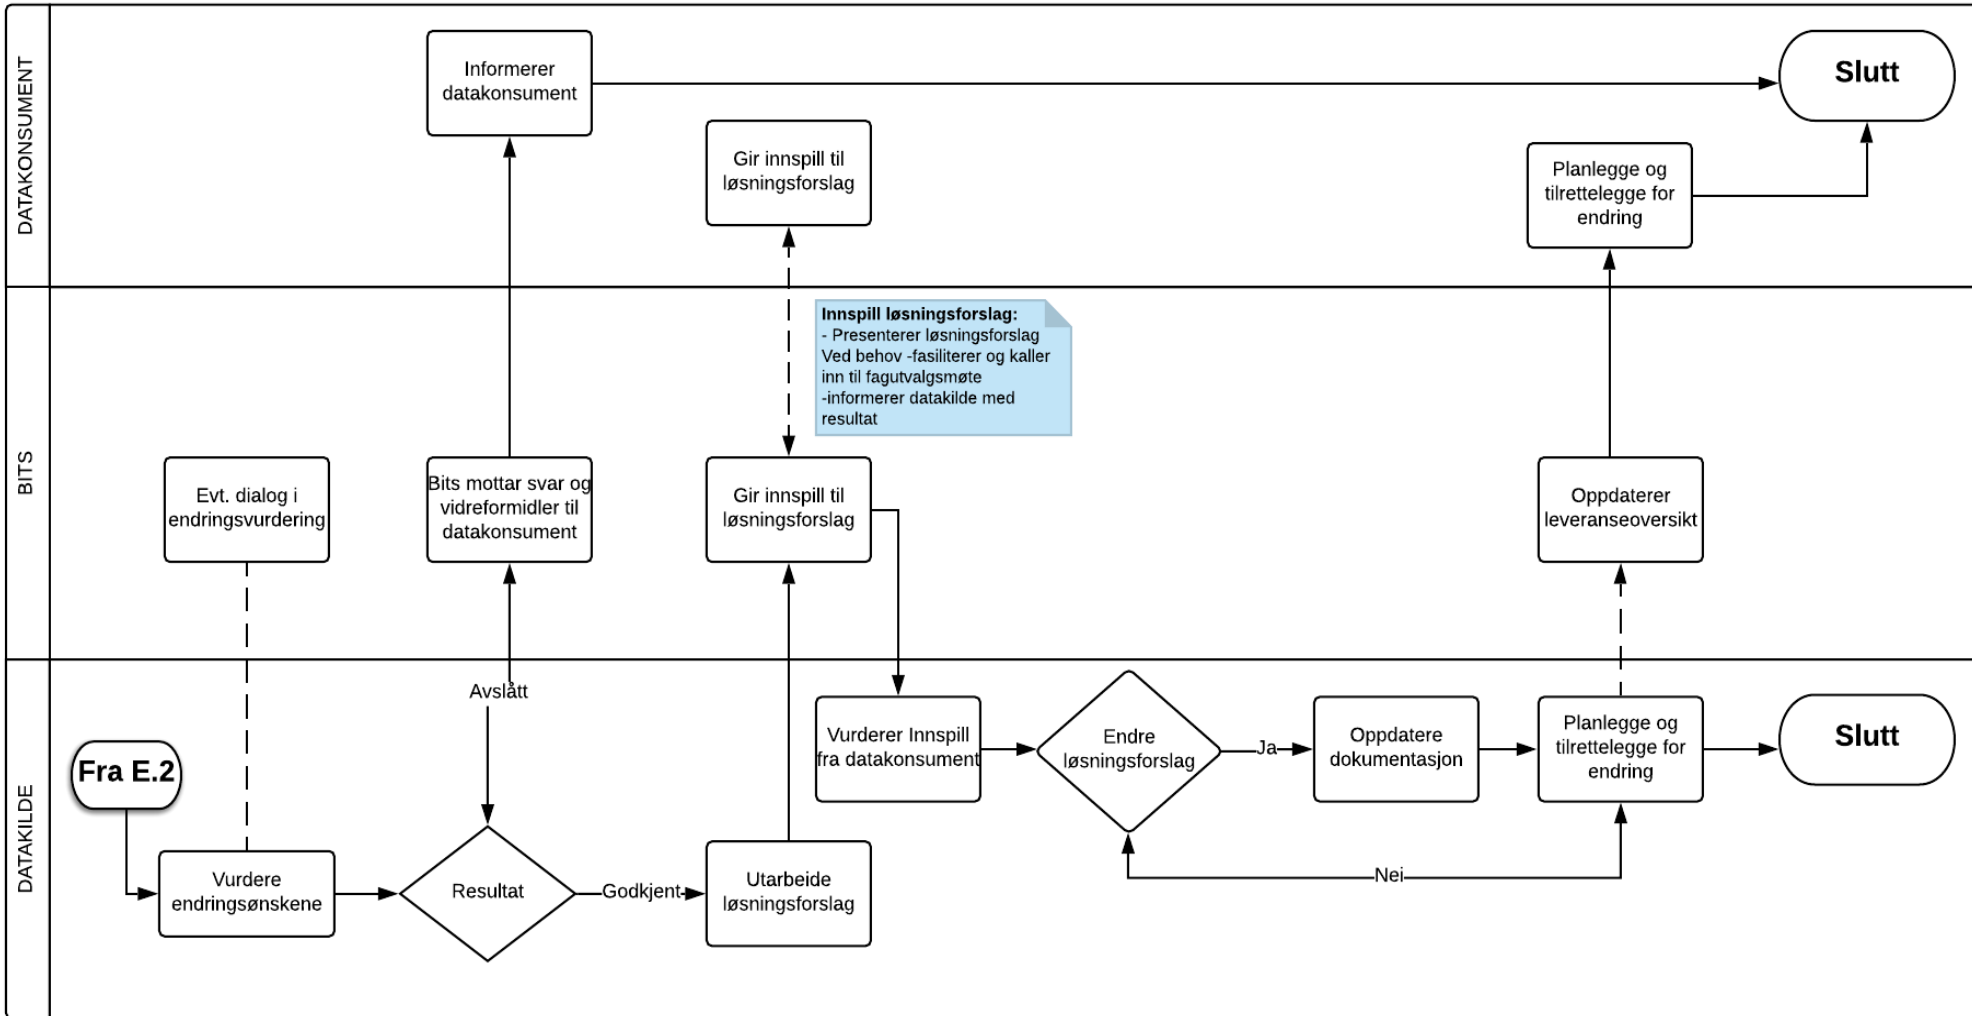 DATAKONSUMENT
Informerer
datakonsument
Gir innspill til
løsningsforslag
Planlegge og
tilrettelegge for
endring
Slutt
BITS
Evt. dialog i
endringsvurdering
Bits mottar svar og
vidreformidler til
datakonsument
Innspill løsningsforslag:
- Presenterer løsningsforslag
Ved behov -fasiliterer og kaller
inn til fagutvalgsmøte
-informerer datakilde med
resultat
Gir innspill til
løsningsforslag
Oppdaterer
leveranseoversikt
DATAKILDE
Fra E.2
Vurdere
endringsønskene
Avslått
Resultat
Godkjent
Utarbeide
løsningsforslag
Vurderer Innspill
fra datakonsument
Endre
løsningsforslag
Ja
Oppdatere
dokumentasjon
Planlegge og
tilrettelegge for
endring
Nei
Slutt